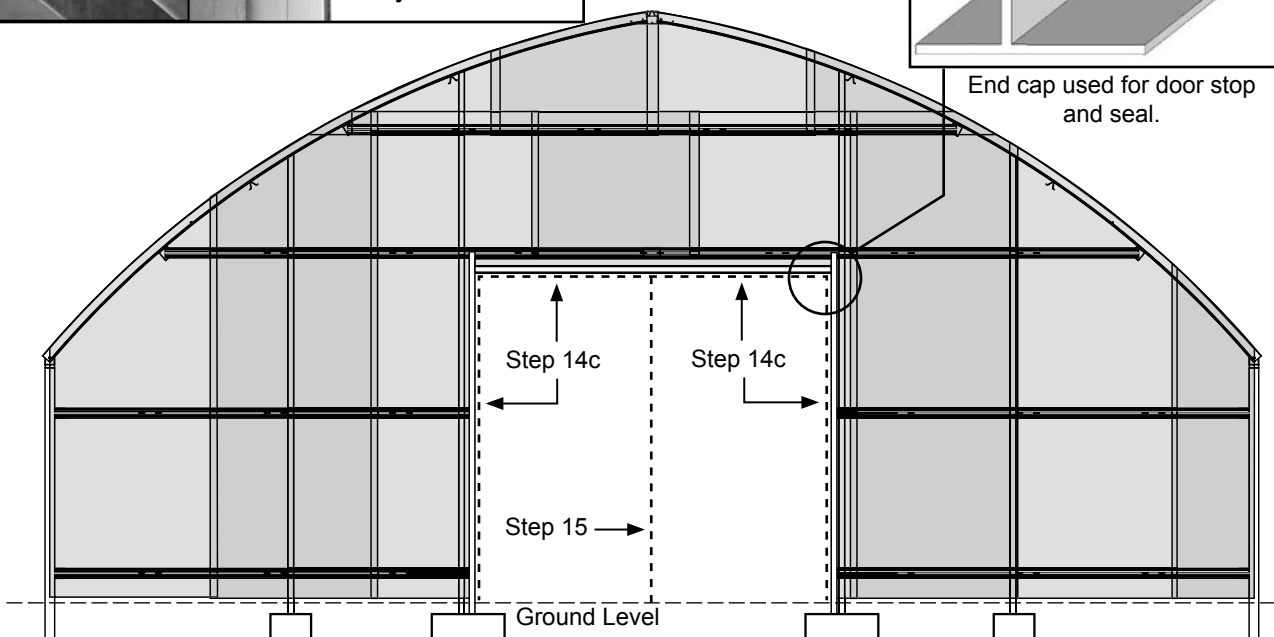 End cap used for door stop
and seal.
Step 14c
Step 14c
Step 15
Ground Level